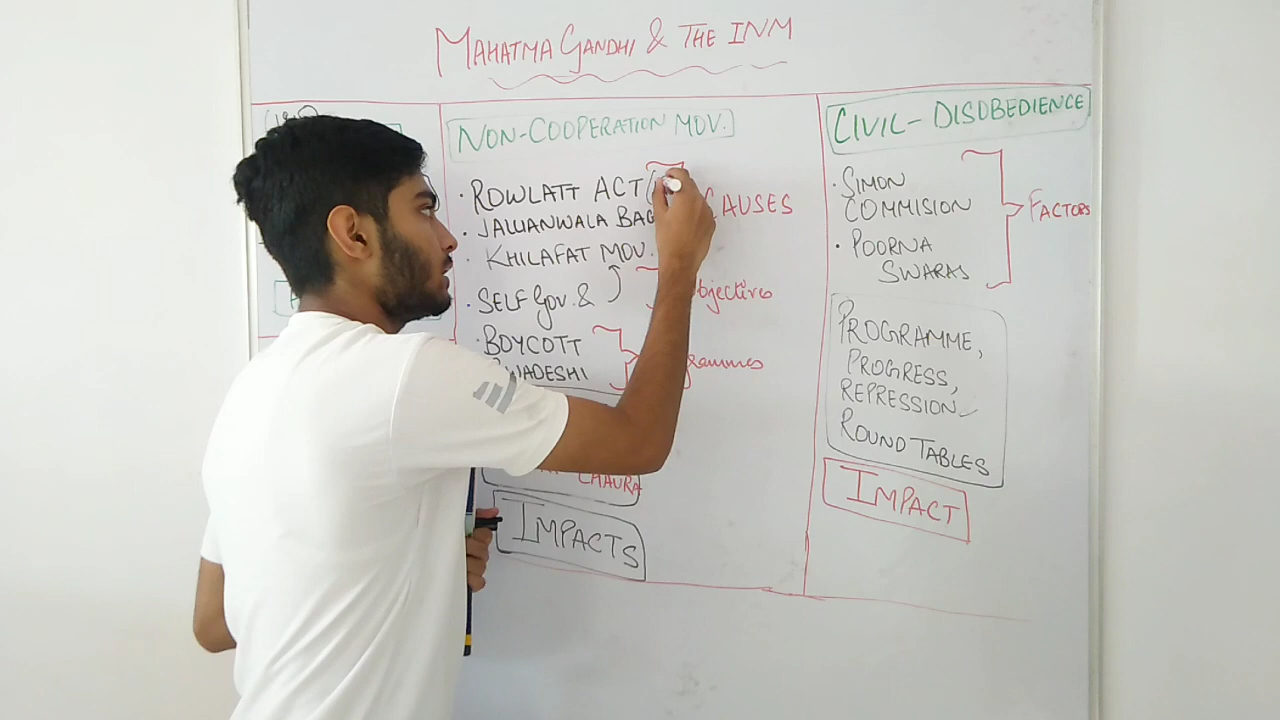 MAHATMA GANDHI & THE INM
NON-COOPERATION MOV.
· ROWLATT ACT
CAUSES
· JALIANWALA BAG
· KHILAFAT MOV.
· SELF GOV. &
· BOYCOTT
CHAURA
IMPACTS
CIVIL-DISOBEDIENCE
· SIMON
COMMISION
FACTORS
· POORNA
SWARAJ
PROGRAMME,
PROGRESS,
REPRESSION
ROUND TABLES
IMPACT